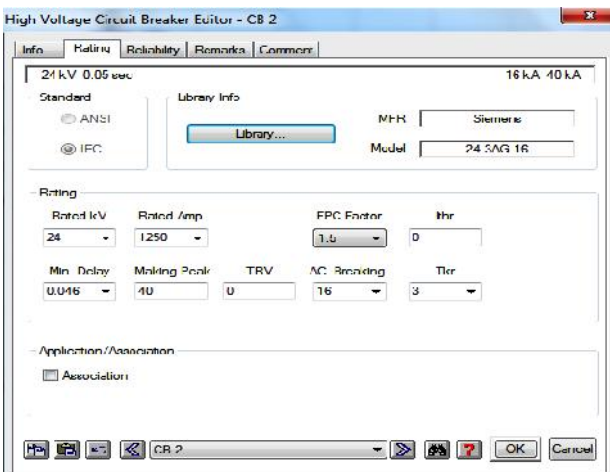 High Voltage Circuit Breaker Editor - CB 2
Info Rating Reliability Remarks Comment
24 kV 0.05 sec 16 kA 40 kA
Standard Library Info
ANSI MFR Siemens
Library...
IEC Model 24-3AG-16
Rating
Rated kV Rated Amp FPC Factor Ithr
24 1250 1.5 0
Min. Delay Making Peak TRV AC Breaking Tkr
0.046 40 0 16 3
Application/Association
Association
CB 2 ? OK Cancel